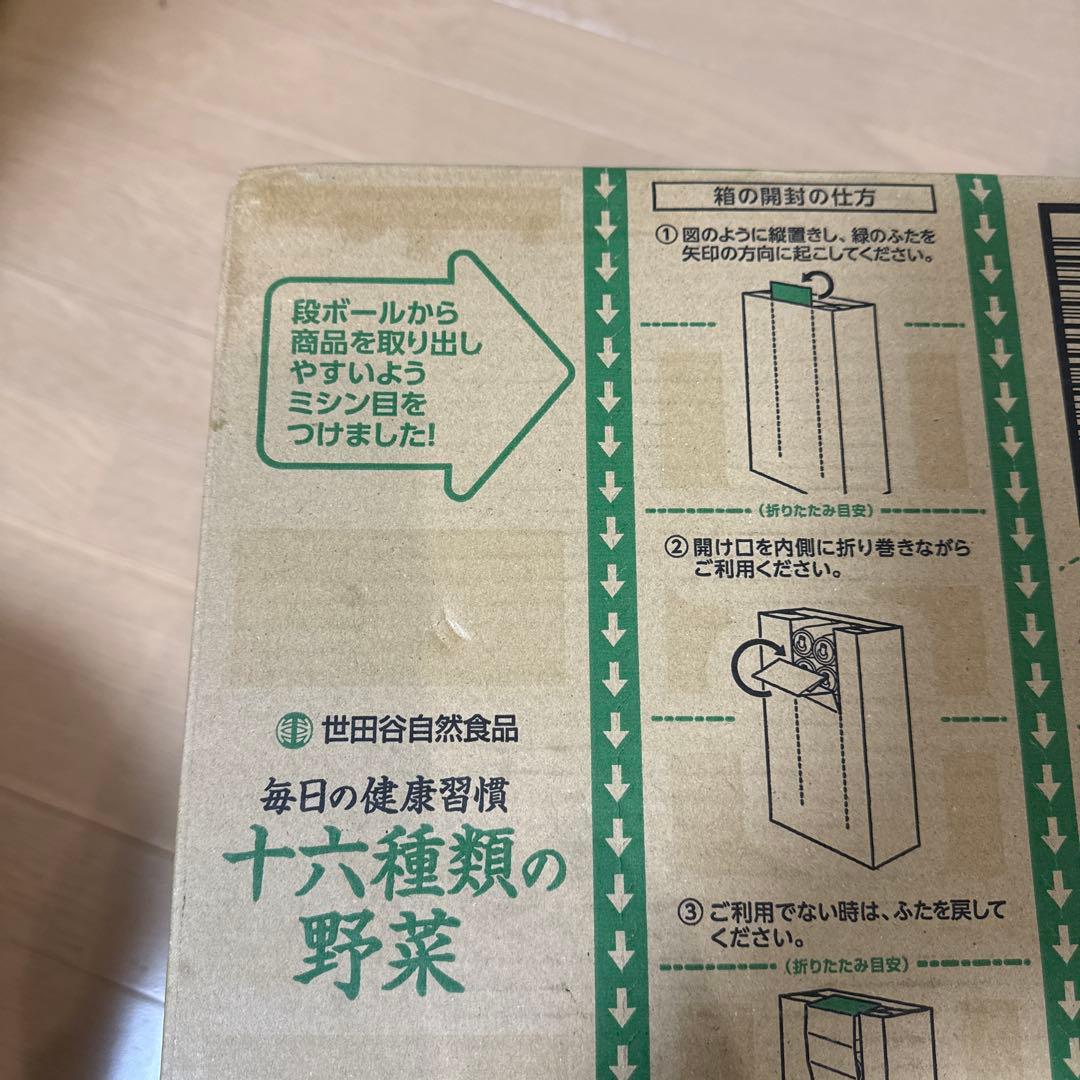 段ボールから
商品を取り出し
やすいよう
ミシン目を
つけました!
世田谷自然食品
毎日の健康習慣
十六種類の
野菜
箱の開封の仕方
① 図のように縦置きし、緑のふたを
矢印の方向に起こしてください。
(折りたたみ目安)
② 開け口を内側に折り巻きながら
ご利用ください。
③ ご利用でない時は、ふたを戻して
ください。
(折りたたみ目安)